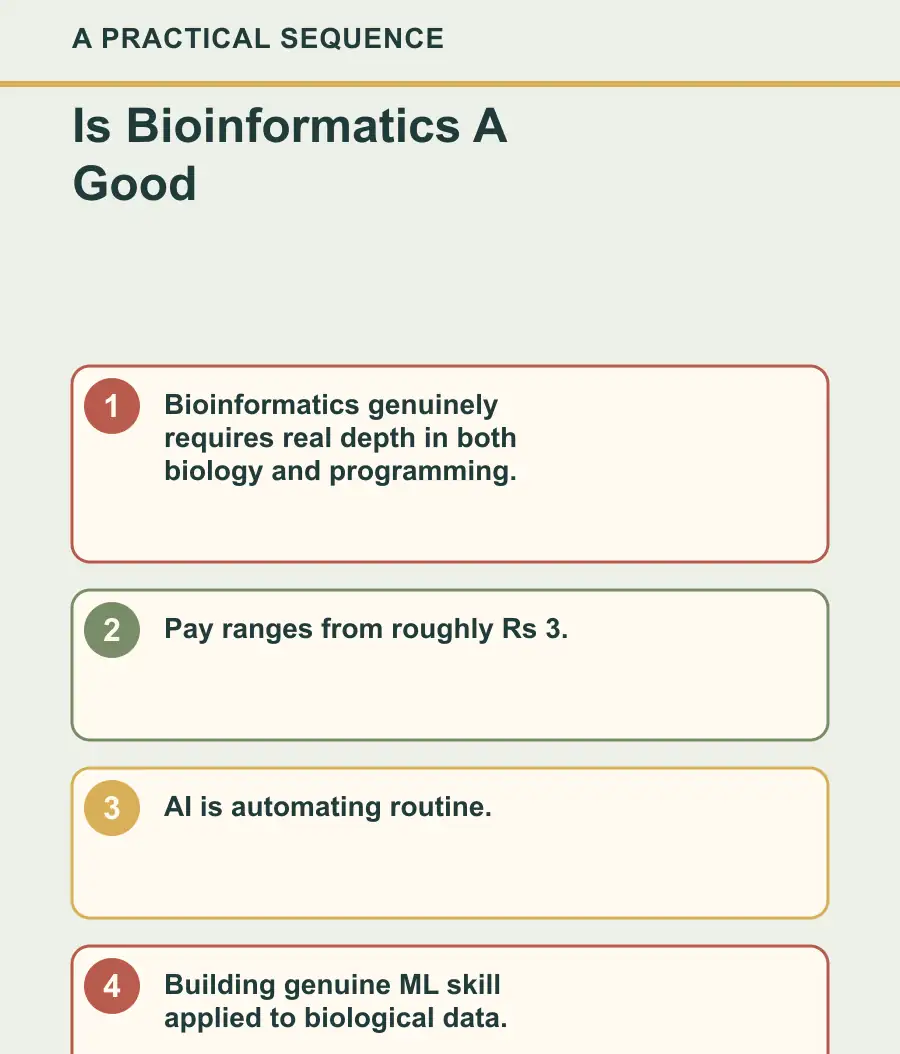 A PRACTICAL SEQUENCE
Is Bioinformatics A
Good
1
Bioinformatics genuinely
requires real depth in both
biology and programming.
2
Pay ranges from roughly Rs 3.
3
AI is automating routine.
4
Building genuine ML skill
applied to biological data.